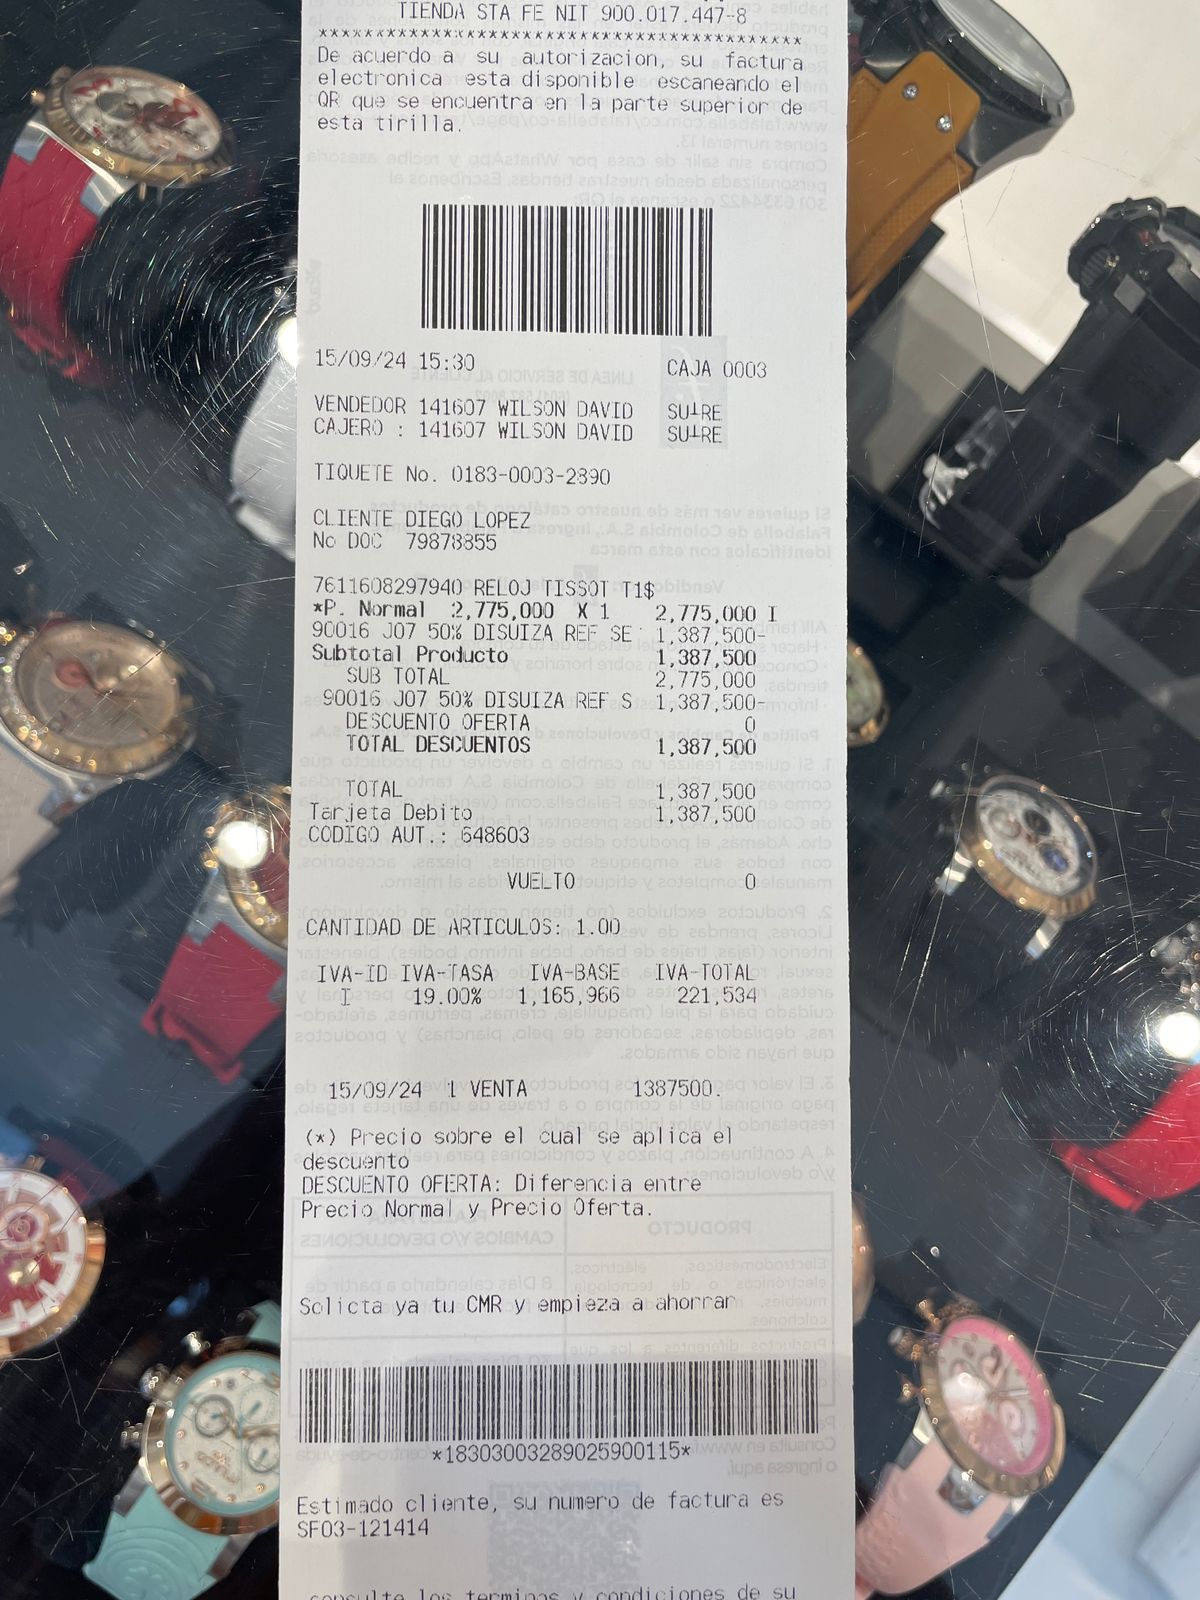 TIENDA STA FE NIT 900.017.447-8
******************************************
De acuerdo a su autorizacion, su factura
electronica esta disponible escaneando el
QR que se encuentra en la parte superior de
esta tirilla.
15/09/24 15:30 CAJA 0003
VENDEDOR 141607 WILSON DAVID
CAJERO : 141607 WILSON DAVID
TIQUETE No. 0183-0003-2890
CLIENTE DIEGO LOPEZ
No DOC 79878855
7611608297940 RELOJ TISSOT T1$
*P. Normal 2,775,000 X 1 2,775,000 I
90016 J07 50% DISUIZA REF SE 1,387,500-
Subtotal Producto 1,387,500
SUB TOTAL 2,775,000
90016 J07 50% DISUIZA REF S 1,387,500-
DESCUENTO OFERTA 0
TOTAL DESCUENTOS 1,387,500
TOTAL 1,387,500
Tarjeta Debito 1,387,500
CODIGO AUT.: 648603
VUELTO 0
CANTIDAD DE ARTICULOS: 1.00
IVA-ID IVA-TASA IVA-BASE IVA-TOTAL
I 19.00% 1,165,966 221,534
15/09/24 1 VENTA 1387500.
(*) Precio sobre el cual se aplica el
descuento
DESCUENTO OFERTA: Diferencia entre
Precio Normal y Precio Oferta.
Solicta ya tu CMR y empieza a ahorrar
*18303003289025900115*
Estimado cliente, su numero de factura es
SF03-121414
consulte los terminos y condiciones de su